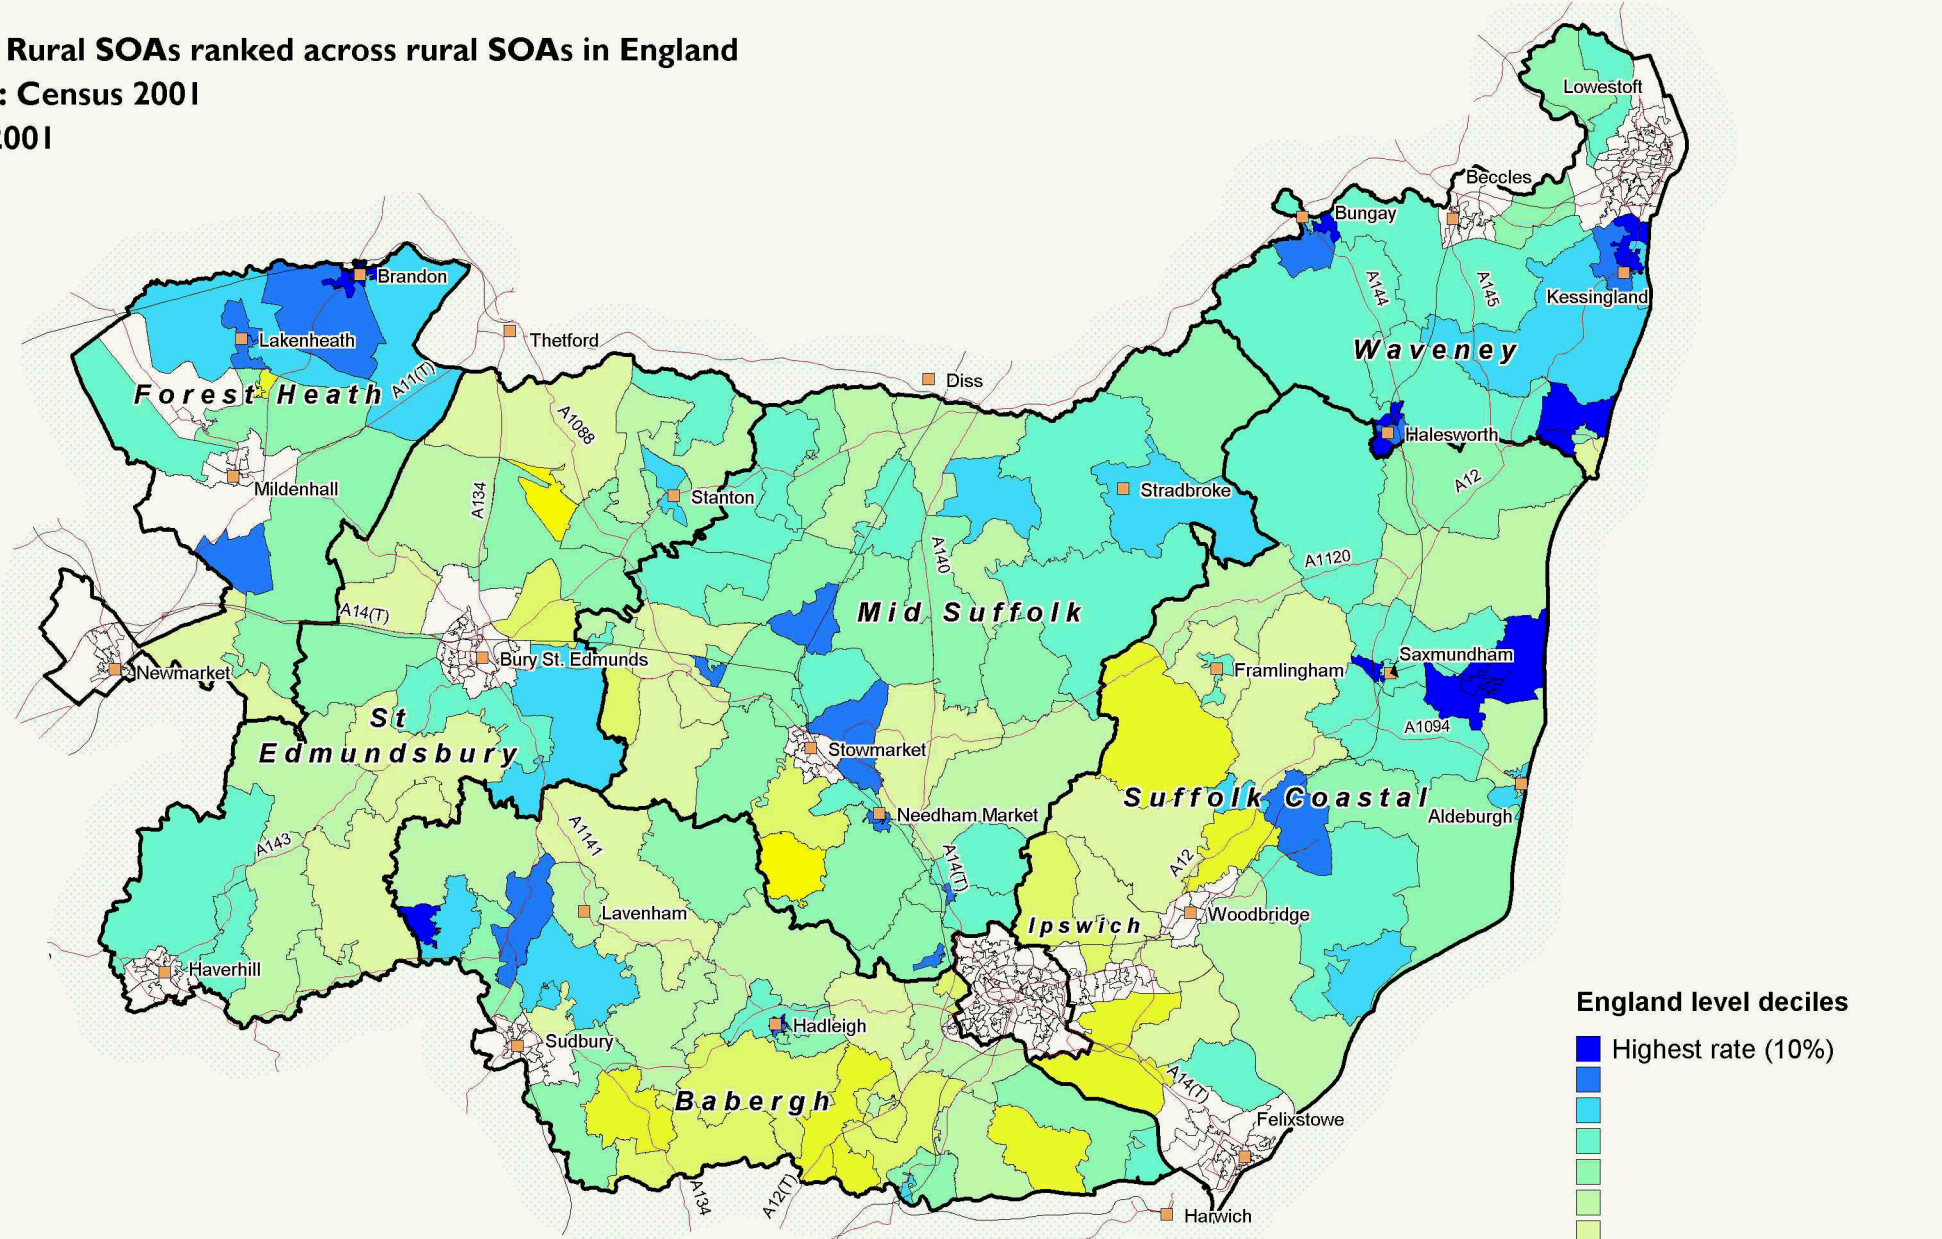 Rural SOAs ranked across rural SOAs in England
: Census 2001
2001
Lowestoft
Beccles
Bungay
Brandon
A144
A145
Kessingland
Lakenheath
Thetford
Waveney
Forest Heath
A11(T)
Diss
A1088
Halesworth
A12
Mildenhall
A134
Stanton
Stradbroke
A140
A1120
A14(T)
Mid Suffolk
Newmarket
Bury St. Edmunds
Framlingham
Saxmundham
St
Edmundsbury
A1094
Stowmarket
Suffolk Coastal
Needham Market
Aldeburgh
A143
A1141
A14(T)
A12
Lavenham
Woodbridge
Ipswich
Haverhill
Hadleigh
Sudbury
England level deciles
Highest rate (10%)
A14(T)
Babergh
Felixstowe
A134
A12(T)
Harwich